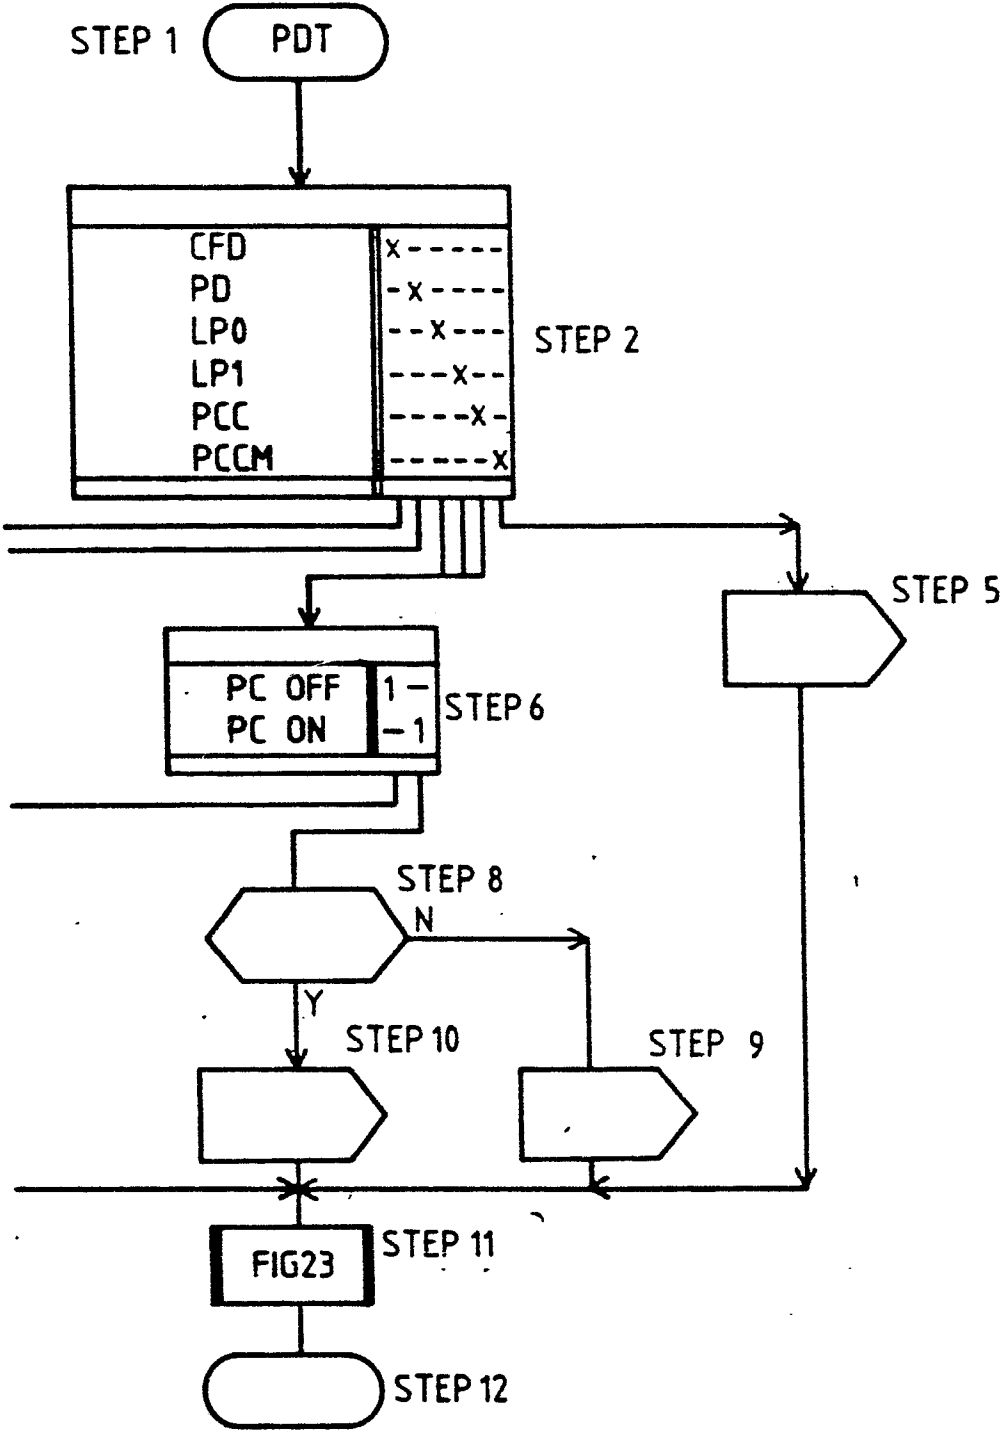 STEP 1
PDT
CFD x-----
PD -x----
LP0 --x---
LP1 ---x--
PCC ----x-
PCCM -----x
STEP 2
STEP 5
PC OFF 1 -
PC ON - 1
STEP 6
STEP 8
N
Y
STEP 10
STEP 9
FIG23
STEP 11
STEP 12